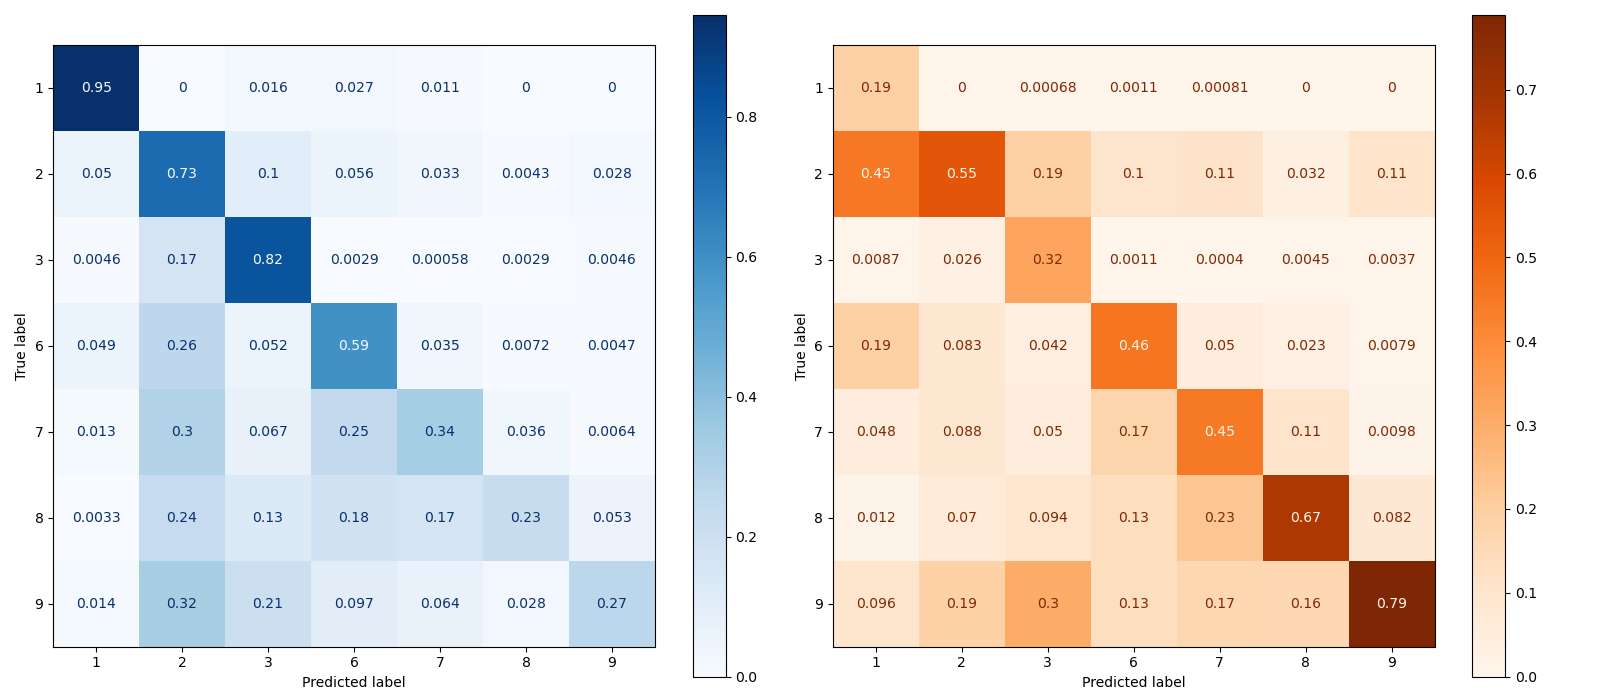 1 0.95 0 0.016 0.027 0.011 0 0
2 0.05 0.73 0.1 0.056 0.033 0.0043 0.028
3 0.0046 0.17 0.82 0.0029 0.00058 0.0029 0.0046
6 0.049 0.26 0.052 0.59 0.035 0.0072 0.0047
7 0.013 0.3 0.067 0.25 0.34 0.036 0.0064
8 0.0033 0.24 0.13 0.18 0.17 0.23 0.053
9 0.014 0.32 0.21 0.097 0.064 0.028 0.27
1 2 3 6 7 8 9
Predicted label
True label
0.8
0.6
0.4
0.2
0.0
1 0.19 0 0.00068 0.0011 0.00081 0 0
2 0.45 0.55 0.19 0.1 0.11 0.032 0.11
3 0.0087 0.026 0.32 0.0011 0.0004 0.0045 0.0037
6 0.19 0.083 0.042 0.46 0.05 0.023 0.0079
7 0.048 0.088 0.05 0.17 0.45 0.11 0.0098
8 0.012 0.07 0.094 0.13 0.23 0.67 0.082
9 0.096 0.19 0.3 0.13 0.17 0.16 0.79
1 2 3 6 7 8 9
Predicted label
True label
0.7
0.6
0.5
0.4
0.3
0.2
0.1
0.0